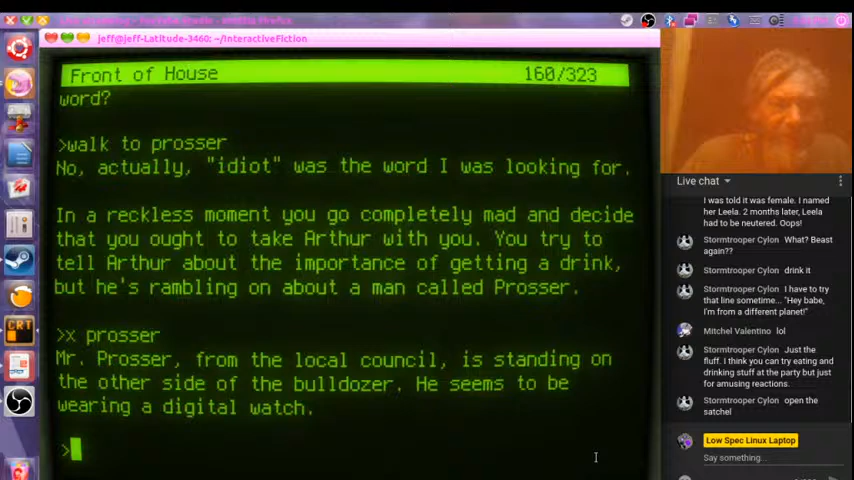 jeff@jeff-Latitude-3460: ~/InteractiveFiction
Front of House 160/323
word?
>walk to prosser
No, actually, "idiot" was the word I was looking for.
In a reckless moment you go completely mad and decide
that you ought to take Arthur with you. You try to
tell Arthur about the importance of getting a drink,
but he's rambling on about a man called Prosser.
>x prosser
Mr. Prosser, from the local council, is standing on
the other side of the bulldozer. He seems to be
wearing a digital watch.
>
CRT
Live chat
I was told it was female. I named
her Leela. 2 months later, Leela
had to be neutered. Oops!
Stormtrooper Cylon What? Beast
again??
Stormtrooper Cylon drink it
Stormtrooper Cylon I have to try
that line sometime... "Hey babe,
I'm from a different planet!"
Mitchel Valentino lol
Stormtrooper Cylon Just the
fluff. I think you can try eating and
drinking stuff at the party but just
for amusing reactions.
Stormtrooper Cylon open the
satchel
Low Spec Linux Laptop
Say something...